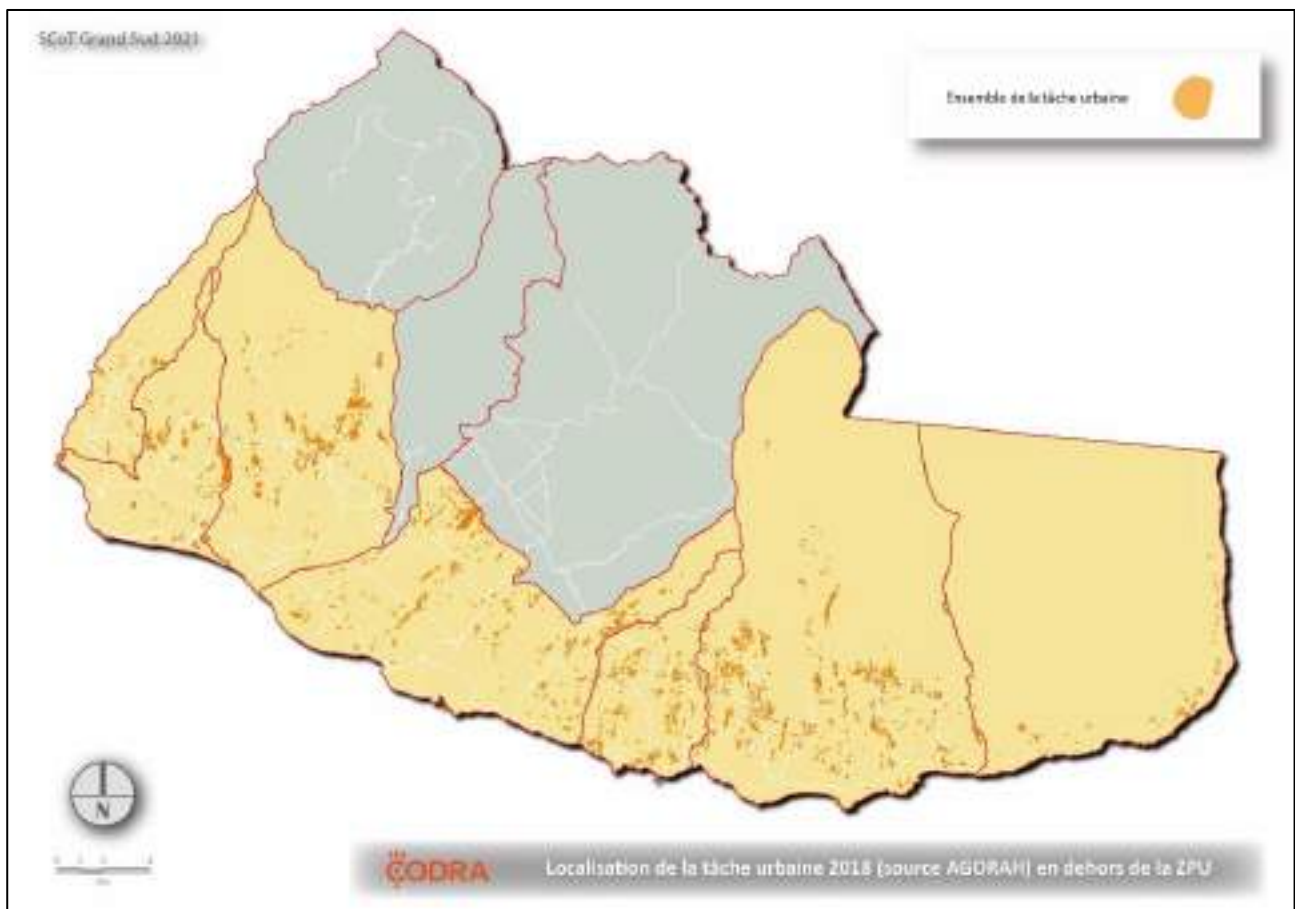 SCoT Grand Sud 2021
Ensemble de la tâche urbaine
N
CODRA
Localisation de la tâche urbaine 2018 (source AGORAH) en dehors de la ZPU